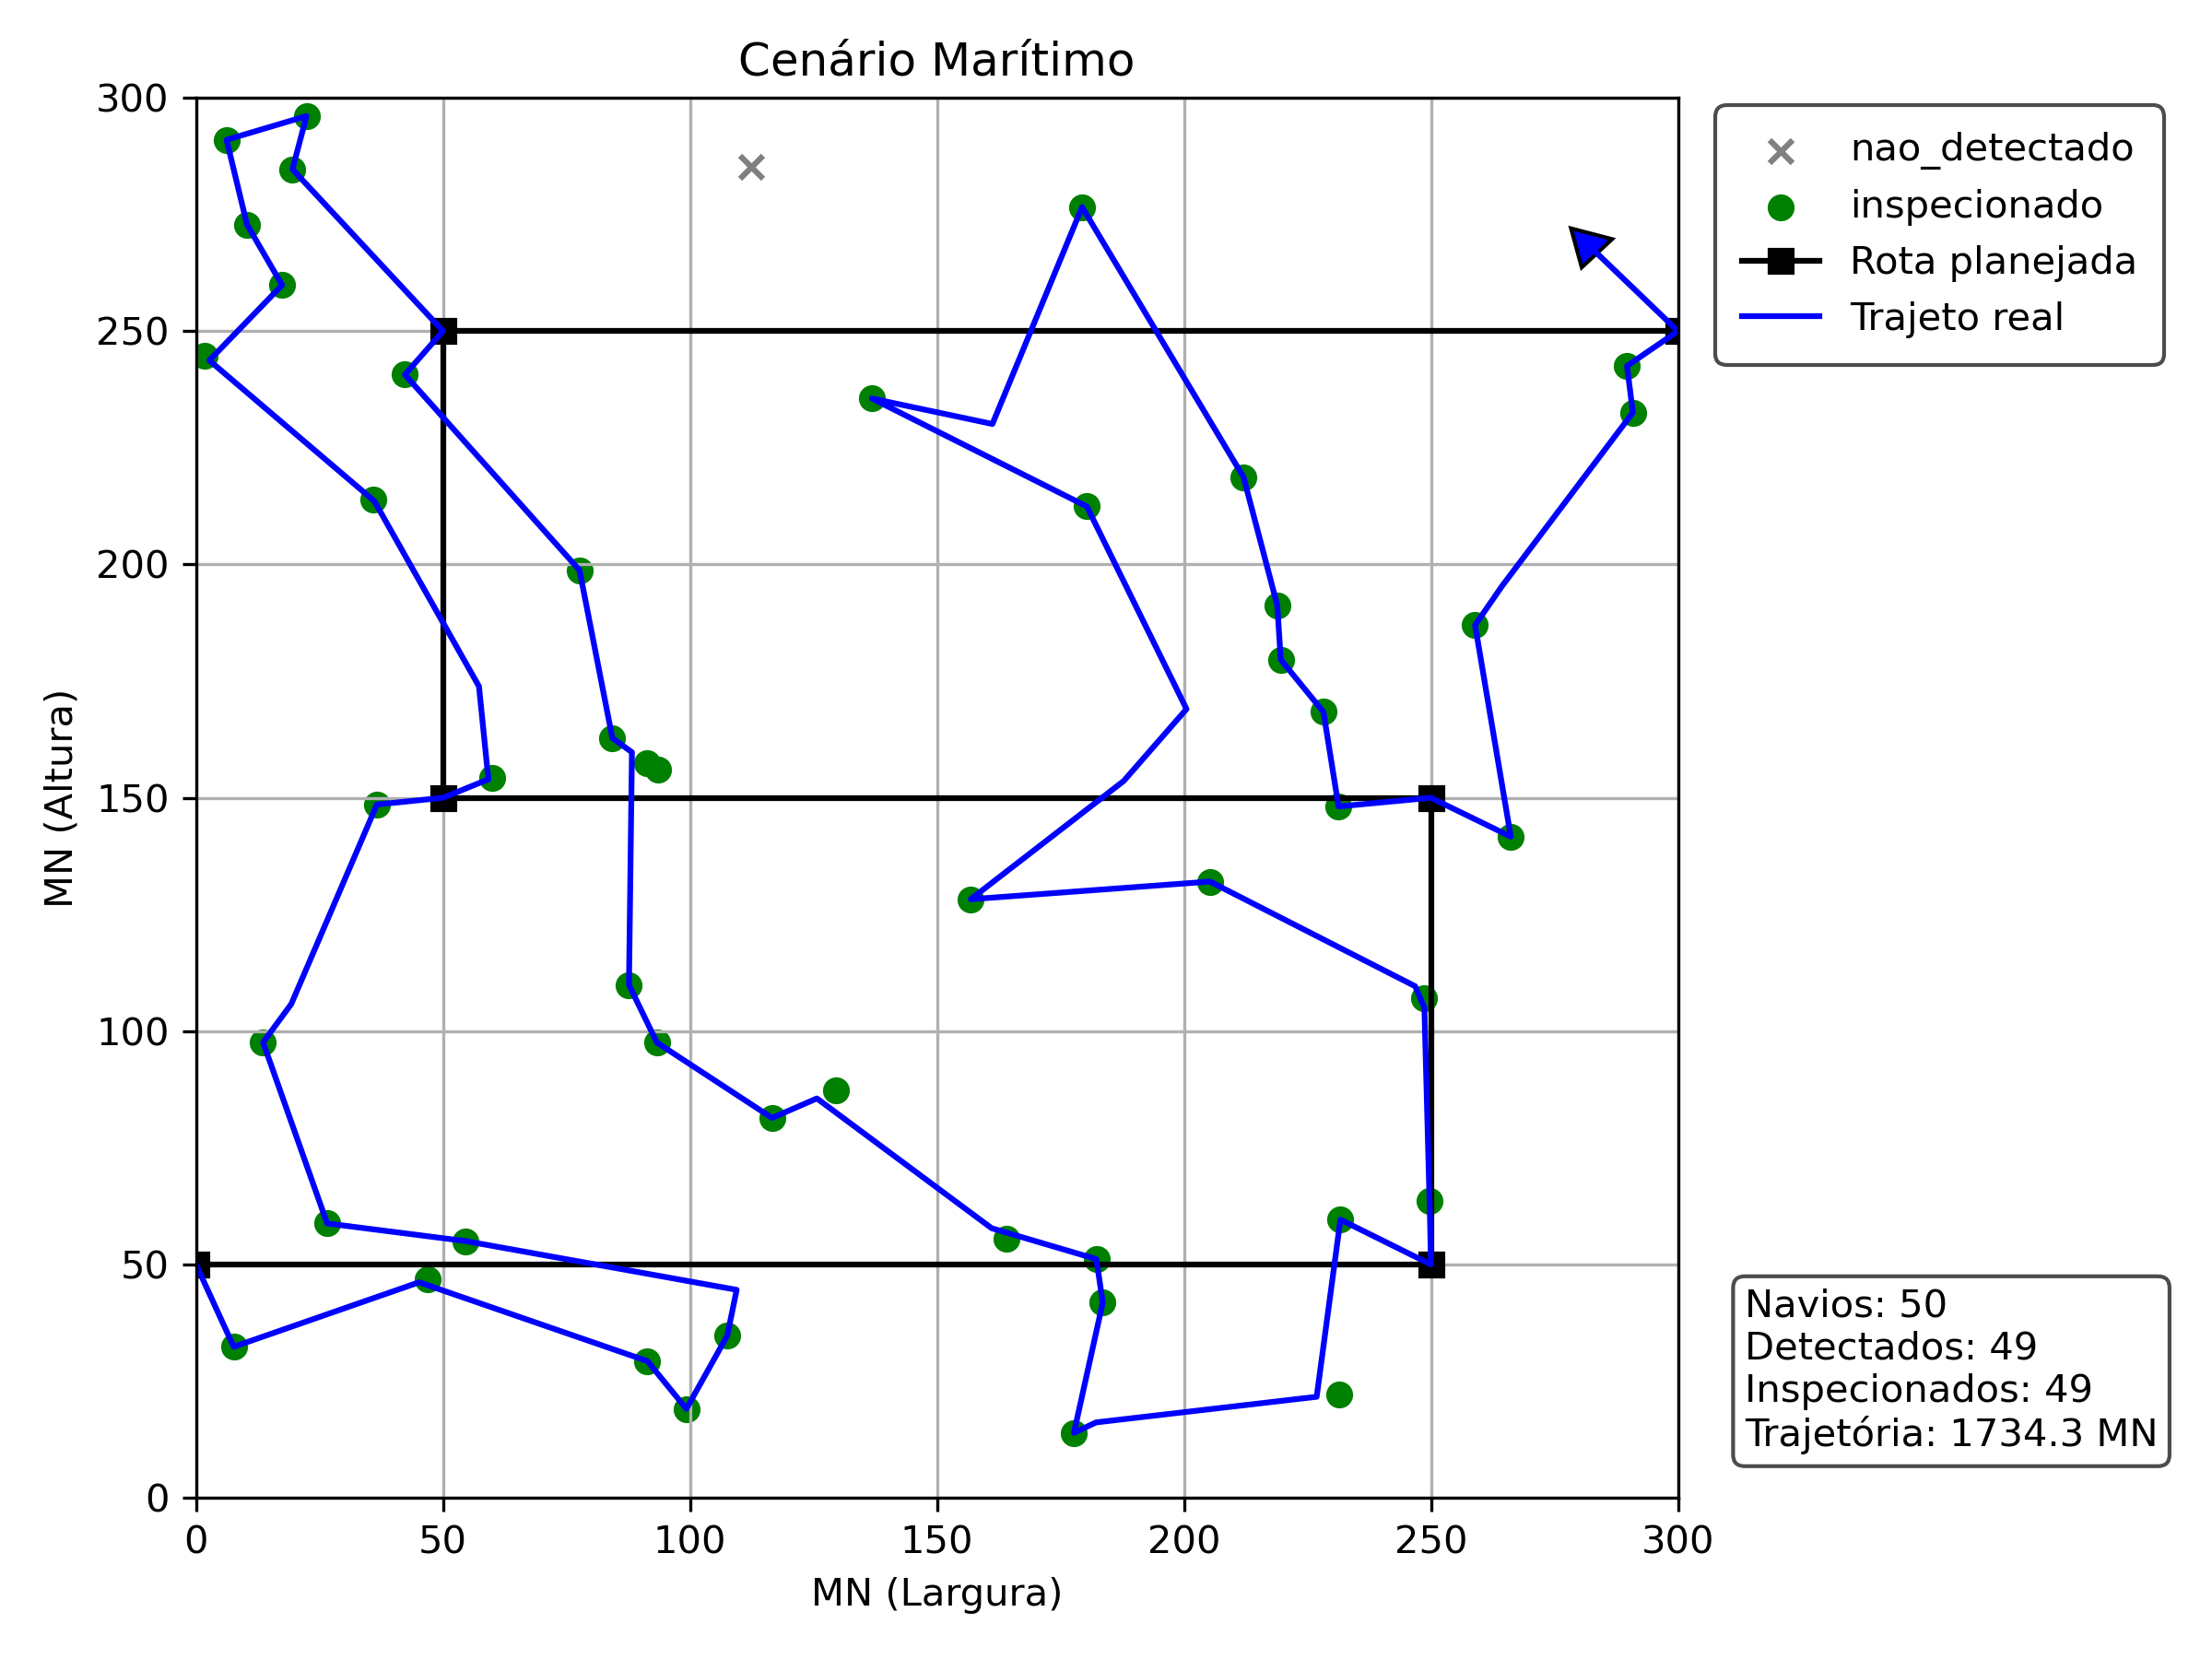 Cenário Marítimo
300
250
200
150
100
50
0
MN (Altura)
0 50 100 150 200 250 300
MN (Largura)
nao_detectado
inspecionado
Rota planejada
Trajeto real
Navios: 50
Detectados: 49
Inspecionados: 49
Trajetória: 1734.3 MN